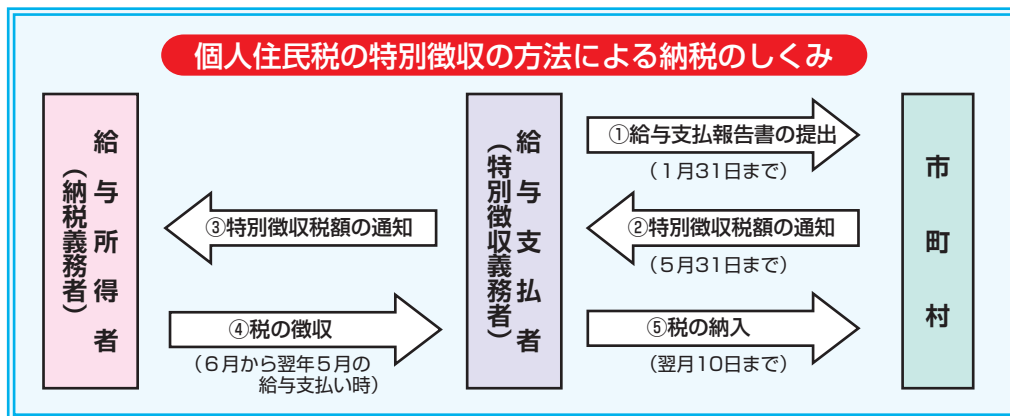 個人住民税の特別徴収の方法による納税のしくみ
給与所得者
（納税義務者）
給与支払者
（特別徴収義務者）
市町村
①給与支払報告書の提出
（1月31日まで）
②特別徴収税額の通知
（5月31日まで）
③特別徴収税額の通知
④税の徴収
（6月から翌年5月の
給与支払い時）
⑤税の納入
（翌月10日まで）